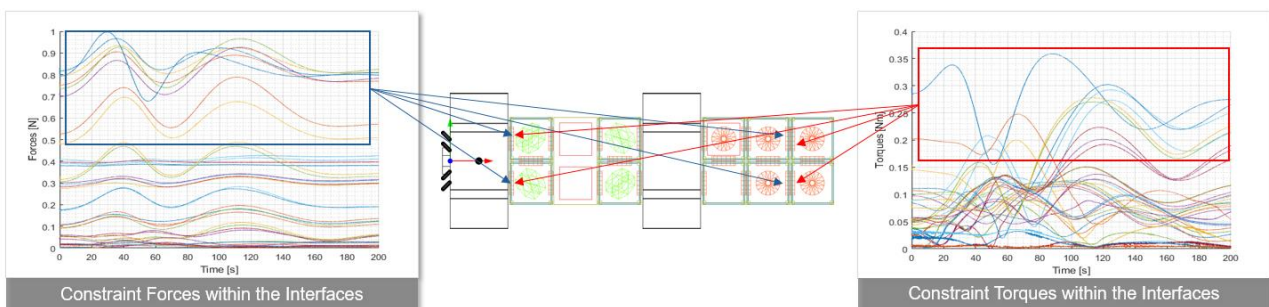 1
0.9
0.8
0.7
0.6
0.5
0.4
0.3
0.2
0.1
0
Forces [N]
0 20 40 60 80 100 120 140 160 180 200
Time [s]
Constraint Forces within the Interfaces
0.4
0.35
0.3
0.25
0.2
0.15
0.1
0.05
0
Torques [Nm]
0 20 40 60 80 100 120 140 160 180 200
Time [s]
Constraint Torques within the Interfaces